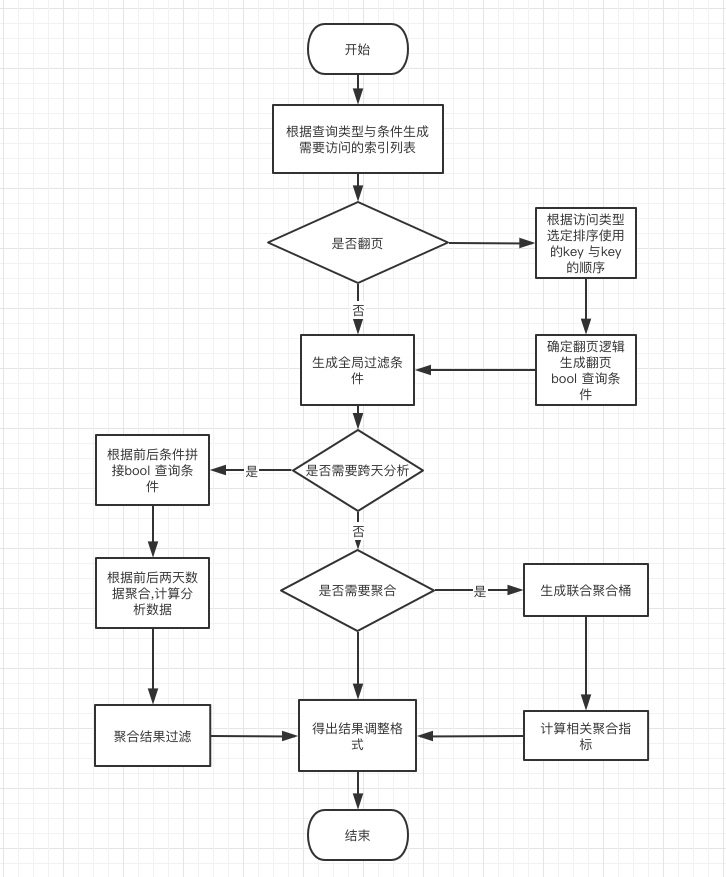 开始
根据查询类型与条件生成
需要访问的索引列表
是否翻页
根据访问类型
选定排序使用
的key 与key
的顺序
否
生成全局过滤条
件
确定翻页逻辑
生成翻页
bool 查询条
件
根据前后条件拼
接bool 查询条
件
是
是否需要跨天分析
否
根据前后两天数
据聚合,计算分
析数据
是否需要聚合
是
生成联合聚合桶
聚合结果过滤
得出结果调整格
式
计算相关聚合指
标
结束